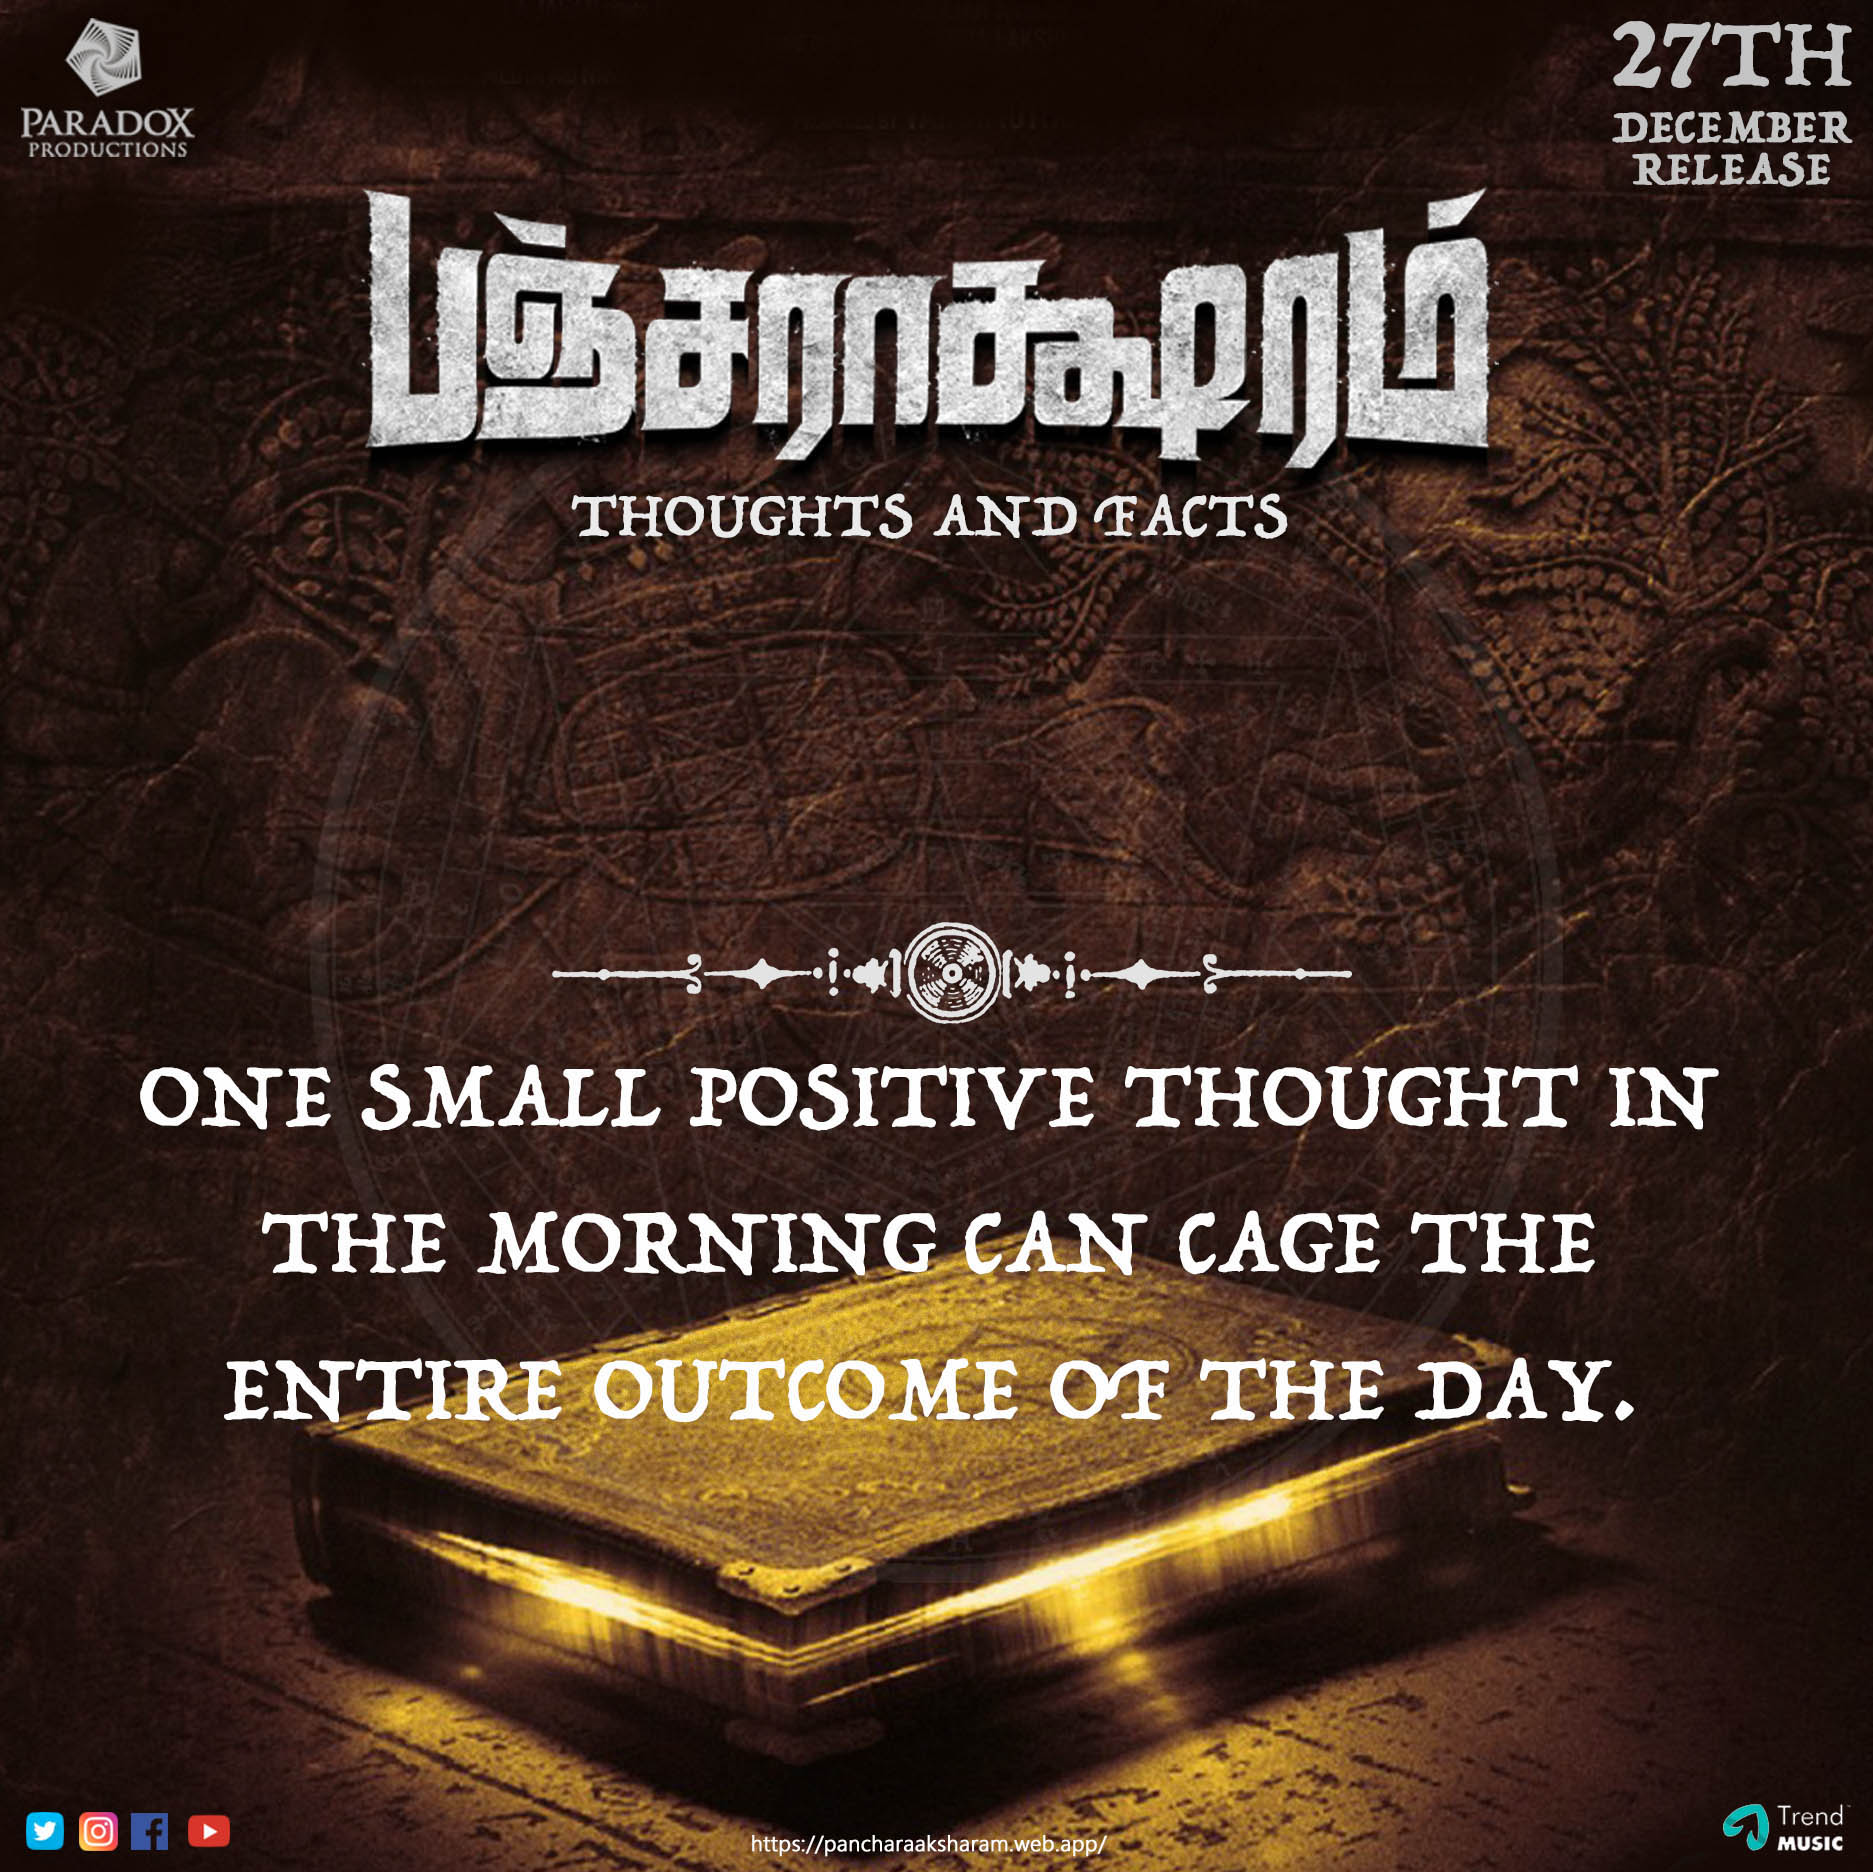 PARADOX
PRODUCTIONS
27TH
DECEMBER
RELEASE
பஞ்சராக்ஷரம்
THOUGHTS AND FACTS
ONE SMALL POSITIVE THOUGHT IN
THE MORNING CAN CAGE THE
ENTIRE OUTCOME OF THE DAY.
https://pancharaaksharam.web.app/
Trend™
MUSIC